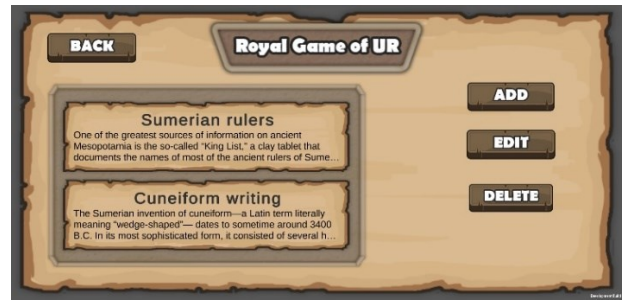 BACK
Royal Game of UR
Sumerian rulers
One of the greatest sources of information on ancient
Mesopotamia is the so-called “King List,” a clay tablet that
documents the names of most of the ancient rulers of Sume...
Cuneiform writing
The Sumerian invention of cuneiform—a Latin term literally
meaning “wedge-shaped”— dates to sometime around 3400
B.C. In its most sophisticated form, it consisted of several h...
ADD
EDIT
DELETE